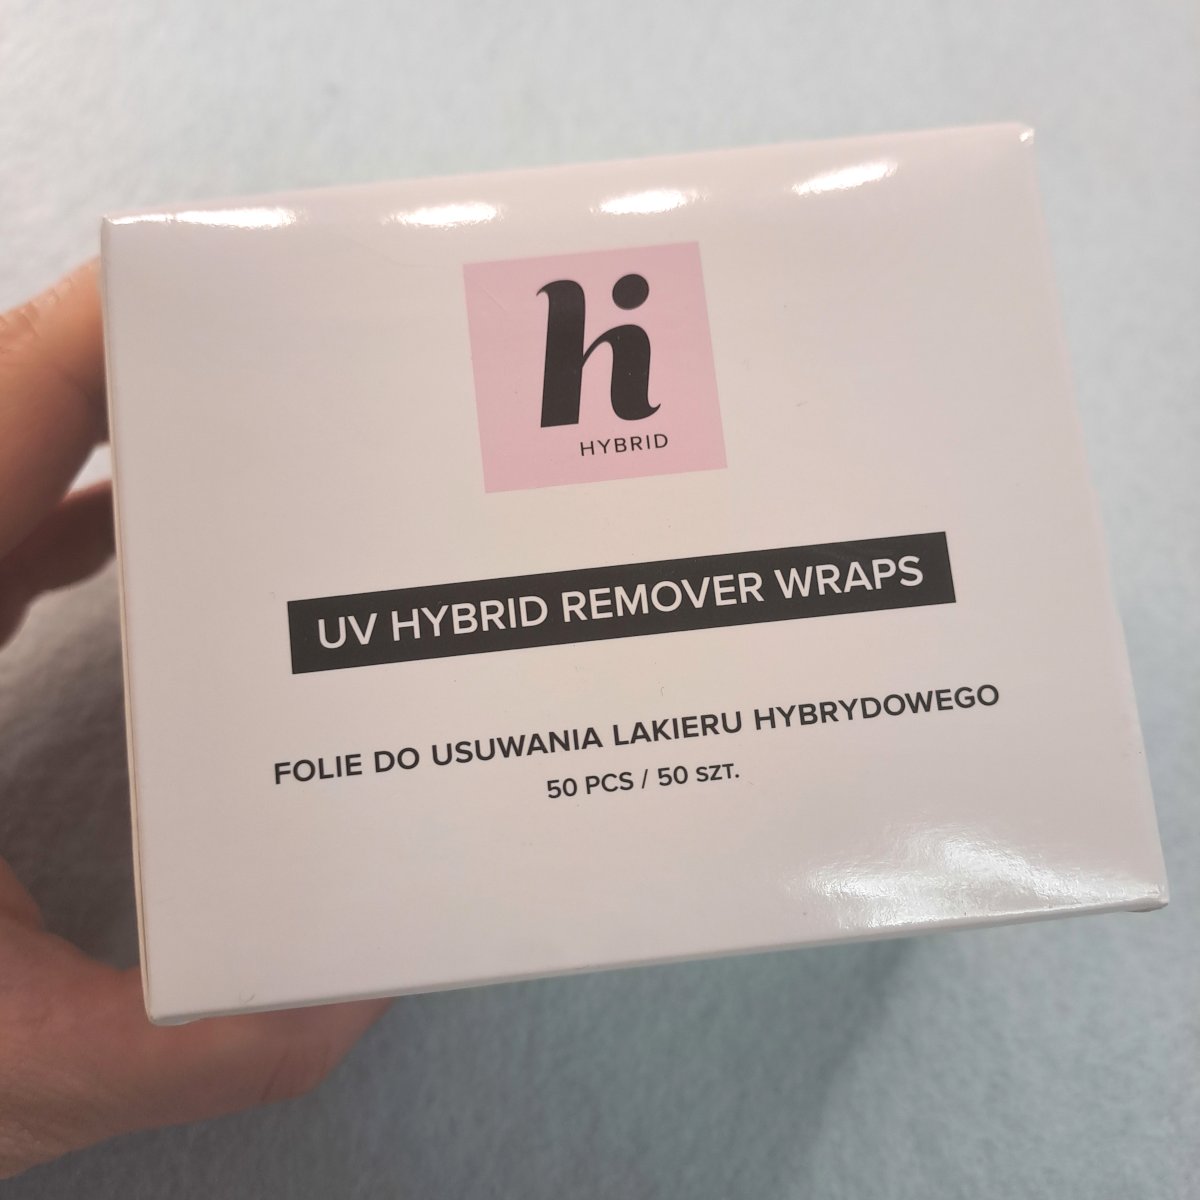 hi
HYBRID
UV HYBRID REMOVER WRAPS
FOLIE DO USUWANIA LAKIERU HYBRYDOWEGO
50 PCS / 50 SZT.